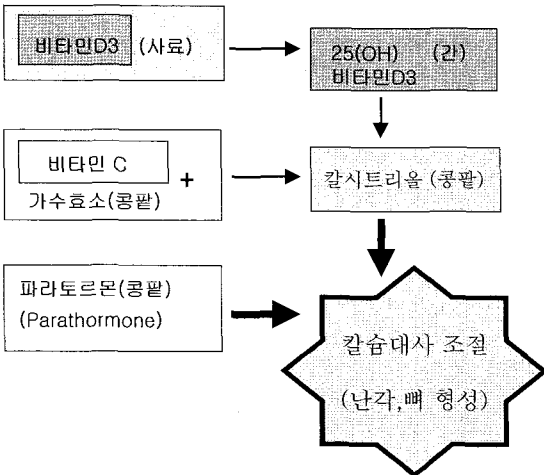 비타민D3 (사료)
25(OH) (간)
비타민D3
비타민 C
+
가수효소(콩팥)
칼시트리올 (콩팥)
파라토르몬(콩팥)
(Parathormone)
칼슘대사 조절
(난각,뼈 형성)